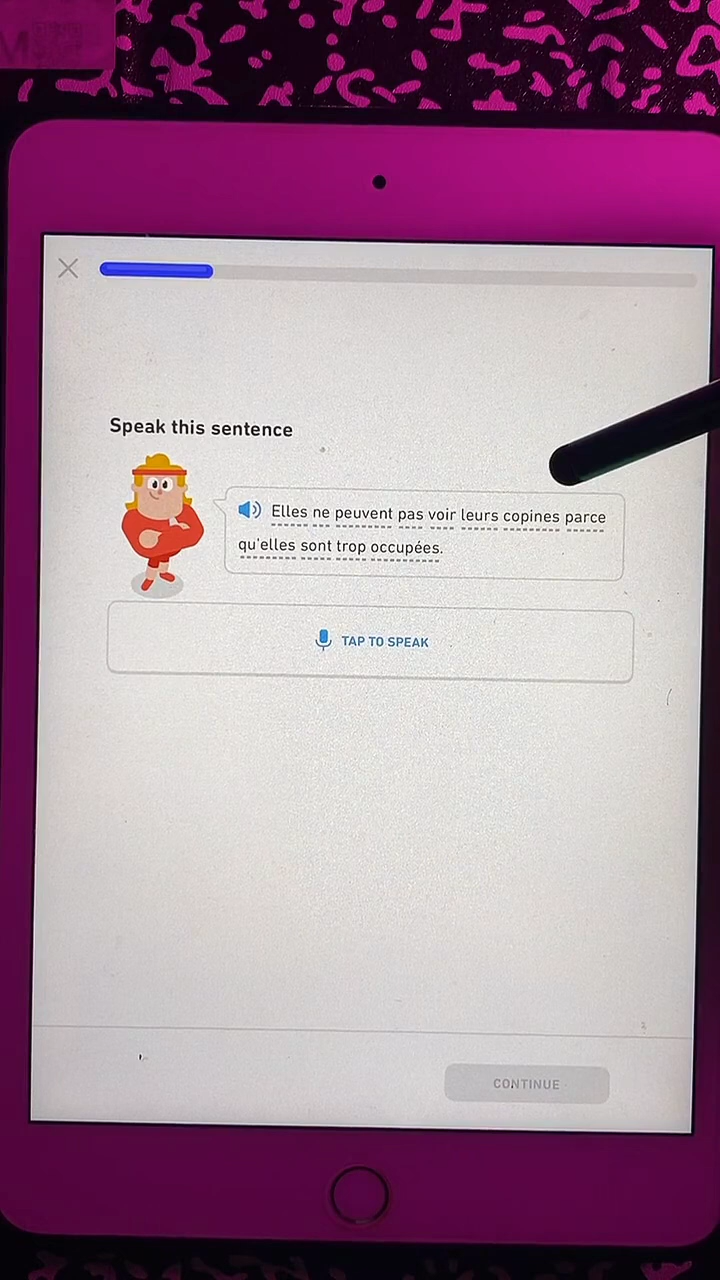 Speak this sentence
Elles ne peuvent pas voir leurs copines parce
qu'elles sont trop occupées.
TAP TO SPEAK
CONTINUE